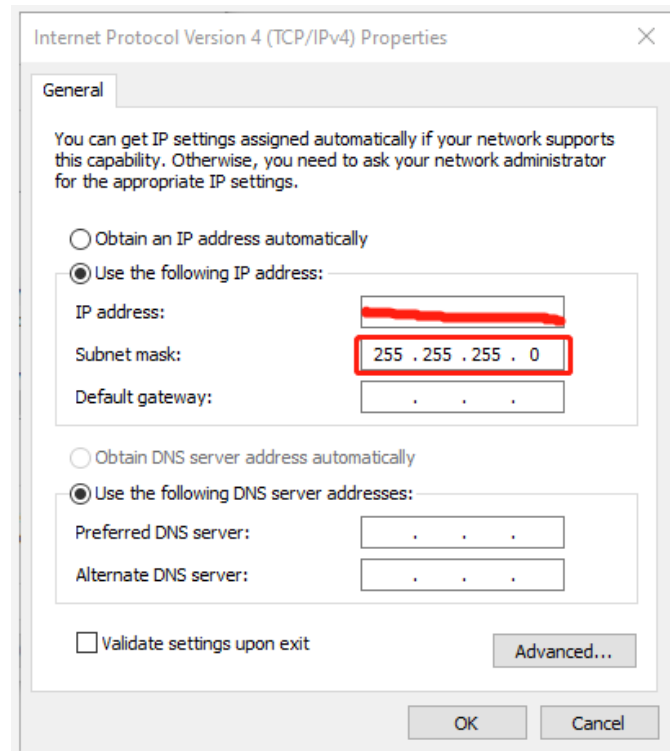 Internet Protocol Version 4 (TCP/IPv4) Properties
General
You can get IP settings assigned automatically if your network supports
this capability. Otherwise, you need to ask your network administrator
for the appropriate IP settings.
Obtain an IP address automatically
Use the following IP address:
IP address:
Subnet mask: 255 . 255 . 255 . 0
Default gateway: . . .
Obtain DNS server address automatically
Use the following DNS server addresses:
Preferred DNS server: . . .
Alternate DNS server: . . .
Validate settings upon exit
Advanced...
OK Cancel